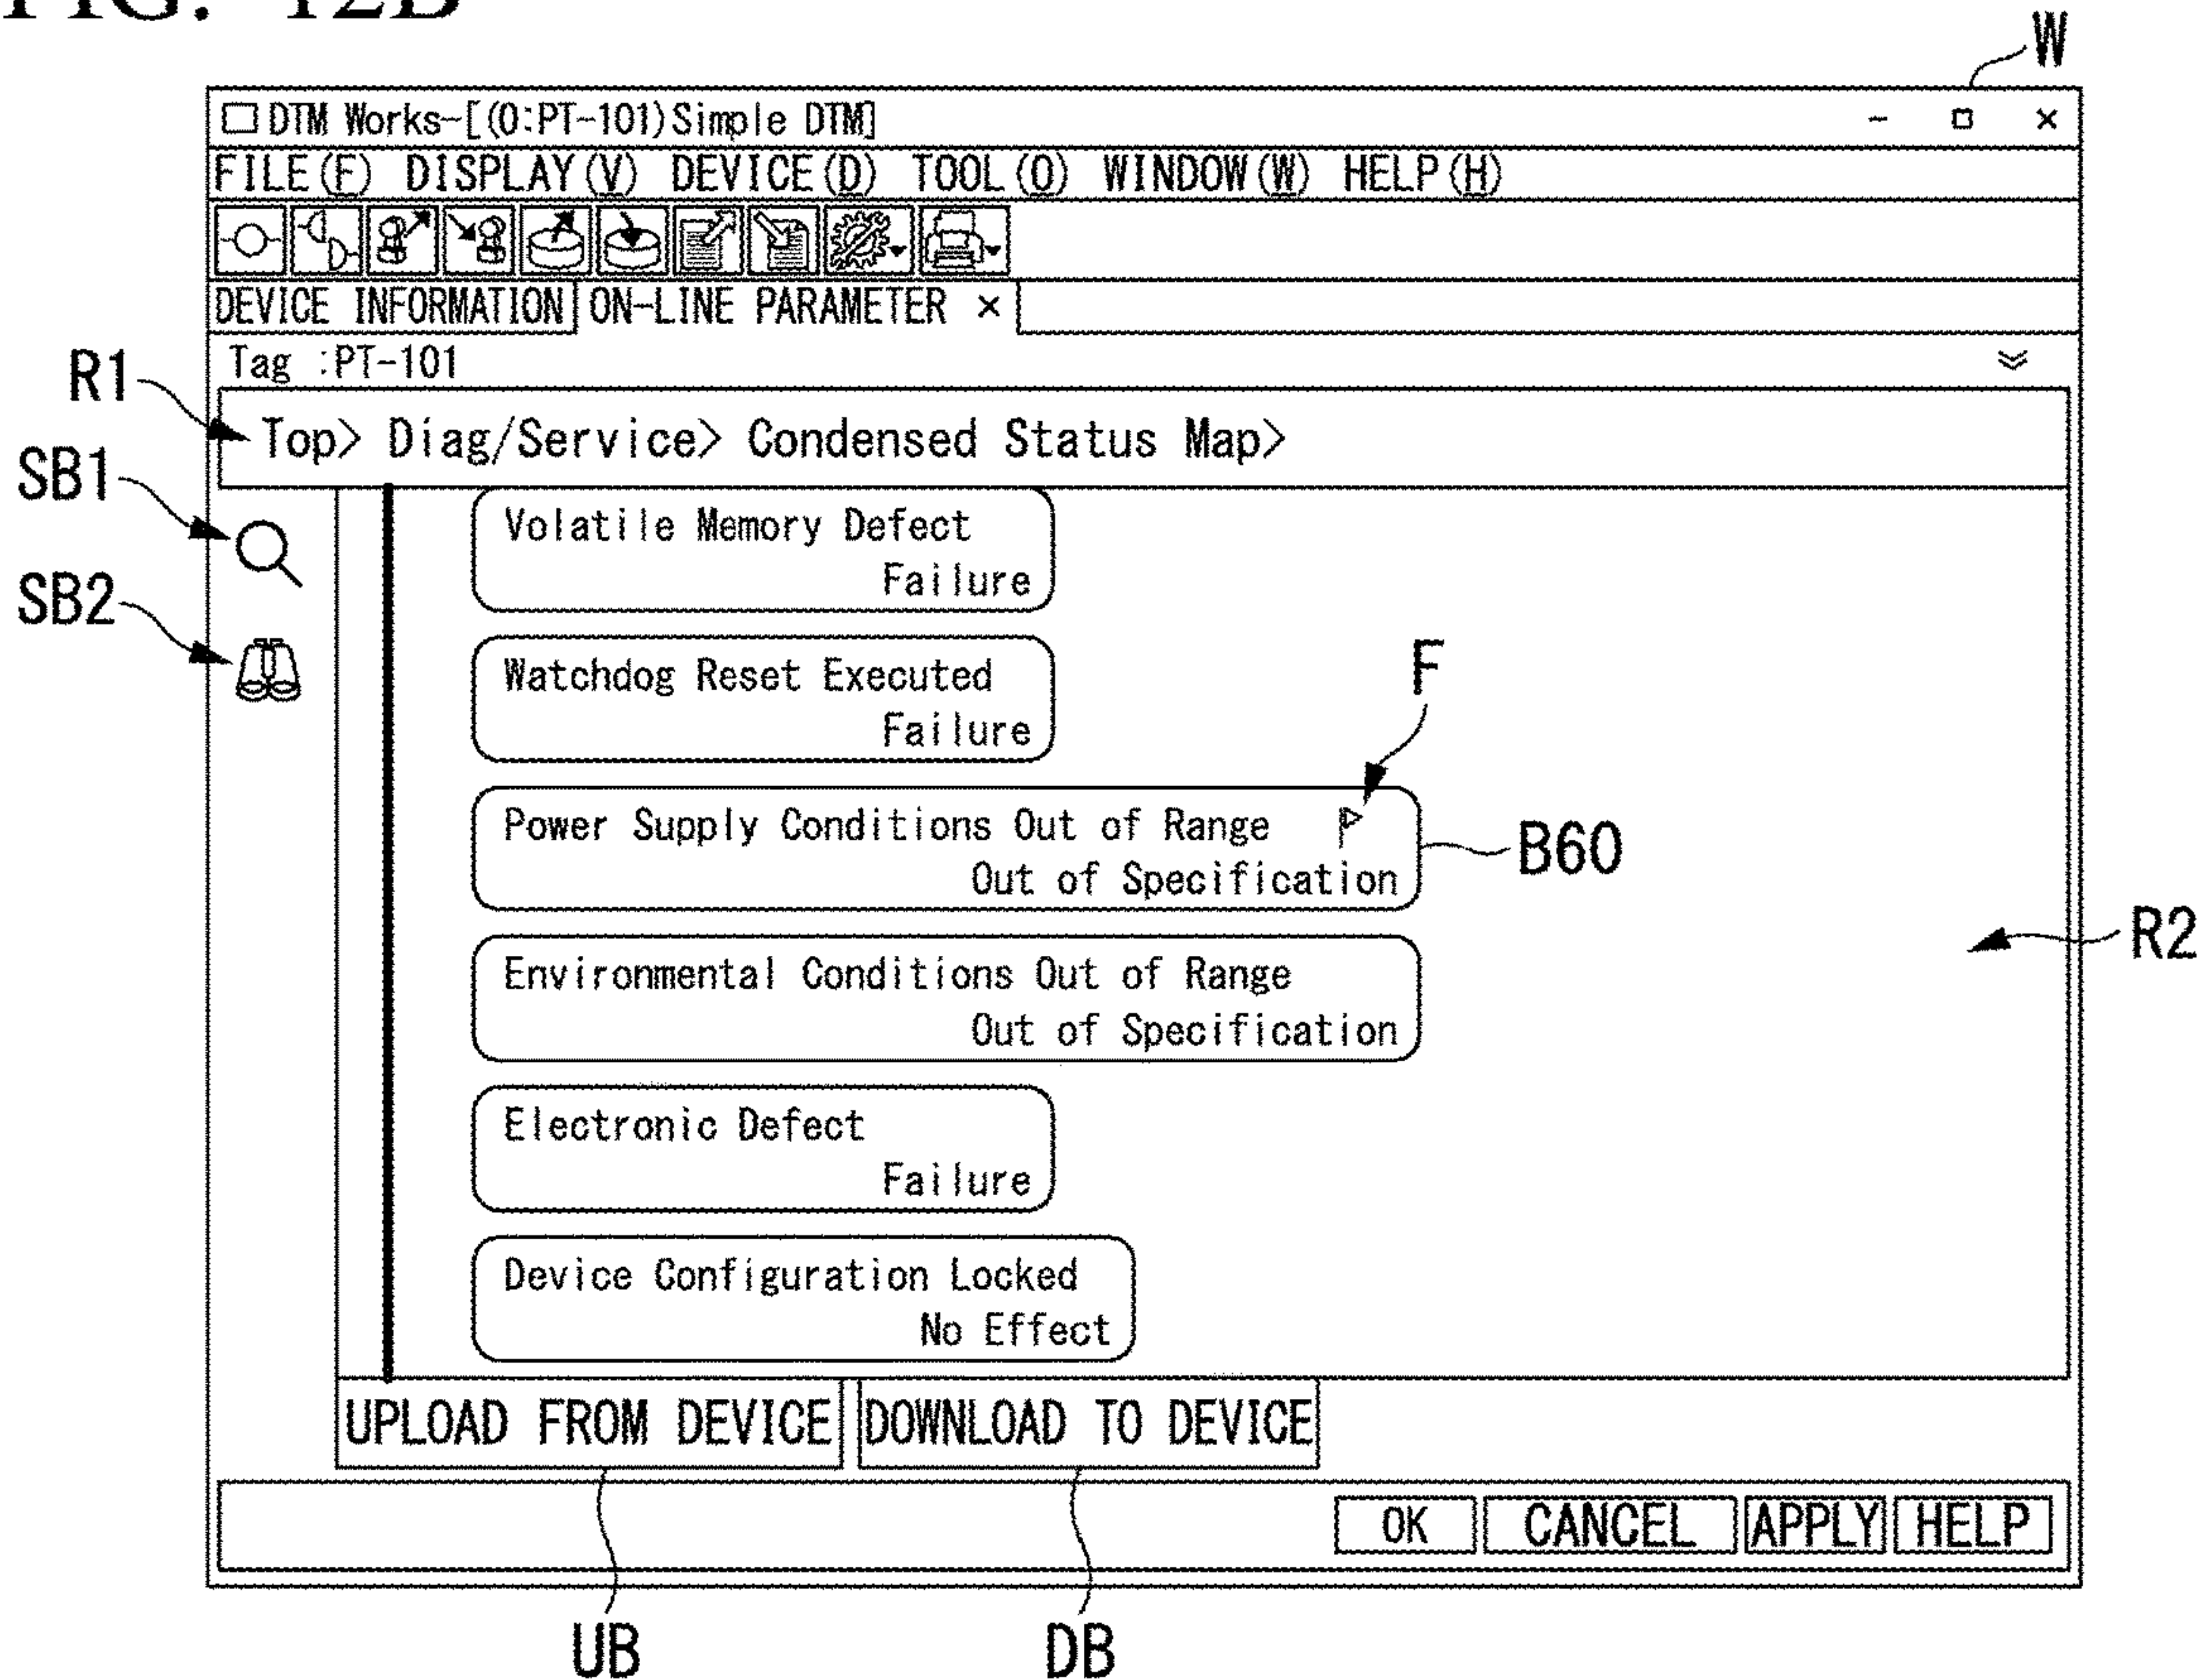 FIG. 12B
W
DTM Works-[(0:PT-101)Simple DTM]
FILE(F) DISPLAY(V) DEVICE(D) TOOL(O) WINDOW(W) HELP(H)
DEVICE INFORMATION ON-LINE PARAMETER ×
Tag :PT-101
R1
Top> Diag/Service> Condensed Status Map>
SB1
SB2
Volatile Memory Defect
Failure
Watchdog Reset Executed
Failure
F
Power Supply Conditions Out of Range
Out of Specification
B60
R2
Environmental Conditions Out of Range
Out of Specification
Electronic Defect
Failure
Device Configuration Locked
No Effect
UPLOAD FROM DEVICE DOWNLOAD TO DEVICE
OK CANCEL APPLY HELP
UB DB